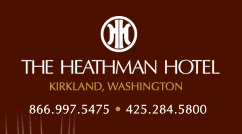 THE HEATHMAN HOTEL
KIRKLAND, WASHINGTON
866.997.5475 • 425.284.5800